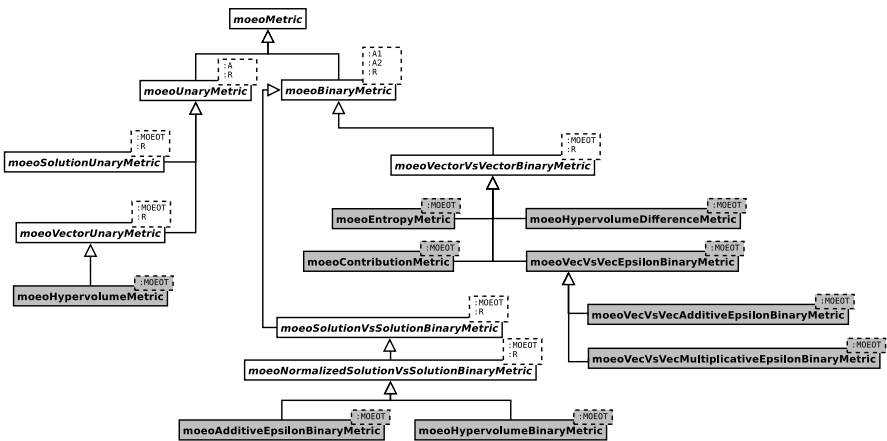 moeoMetric
:A
:R
moeoUnaryMetric
:A1
:A2
:R
moeoBinaryMetric
:MOEOT
:R
moeoSolutionUnaryMetric
:MOEOT
:R
moeoVectorVsVectorBinaryMetric
:MOEOT
:R
moeoVectorUnaryMetric
:MOEOT
moeoEntropyMetric
:MOEOT
moeoHypervolumeDifferenceMetric
:MOEOT
moeoContributionMetric
:MOEOT
moeoVecVsVecEpsilonBinaryMetric
:MOEOT
moeoHypervolumeMetric
:MOEOT
moeoVecVsVecAdditiveEpsilonBinaryMetric
:MOEOT
:R
moeoSolutionVsSolutionBinaryMetric
:MOEOT
moeoVecVsVecMultiplicativeEpsilonBinaryMetric
:MOEOT
:R
moeoNormalizedSolutionVsSolutionBinaryMetric
:MOEOT
moeoAdditiveEpsilonBinaryMetric
:MOEOT
moeoHypervolumeBinaryMetric